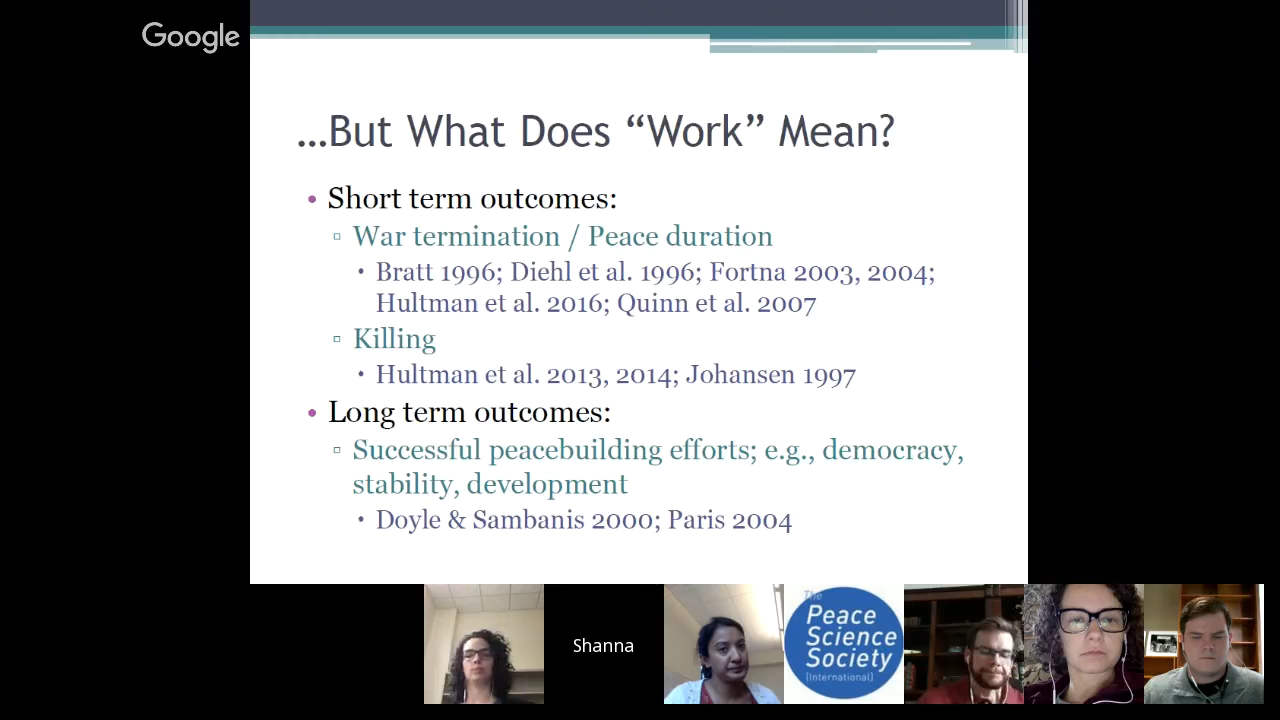 Google
…But What Does “Work” Mean?
• Short term outcomes:
▫ War termination / Peace duration
• Bratt 1996; Diehl et al. 1996; Fortna 2003, 2004;
Hultman et al. 2016; Quinn et al. 2007
▫ Killing
• Hultman et al. 2013, 2014; Johansen 1997
• Long term outcomes:
▫ Successful peacebuilding efforts; e.g., democracy,
stability, development
• Doyle & Sambanis 2000; Paris 2004
Shanna
The
Peace
Science
Society
[International]